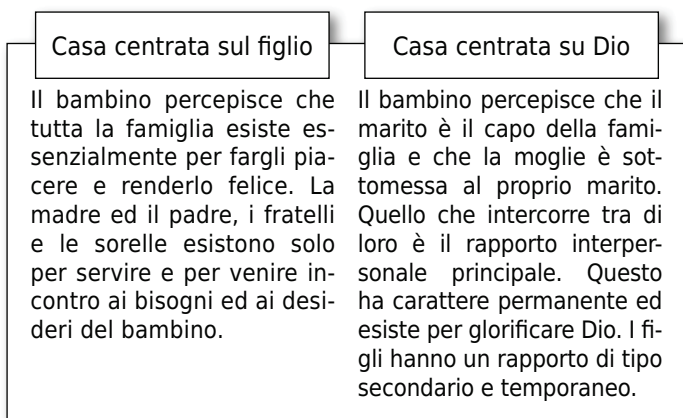 Casa centrata sul figlio
Il bambino percepisce che
tutta la famiglia esiste es-
senzialmente per fargli pia-
cere e renderlo felice. La
madre ed il padre, i fratelli
e le sorelle esistono solo
per servire e per venire in-
contro ai bisogni ed ai desi-
deri del bambino.
Casa centrata su Dio
Il bambino percepisce che il
marito è il capo della fami-
glia e che la moglie è sot-
tomessa al proprio marito.
Quello che intercorre tra di
loro è il rapporto interper-
sonale principale. Questo
ha carattere permanente ed
esiste per glorificare Dio. I fi-
gli hanno un rapporto di tipo
secondario e temporaneo.